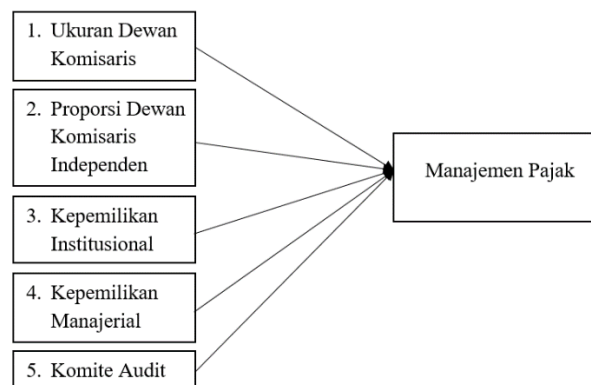 1. Ukuran Dewan
Komisaris
2. Proporsi Dewan
Komisaris
Independen
3. Kepemilikan
Institusional
4. Kepemilikan
Manajerial
5. Komite Audit
Manajemen Pajak